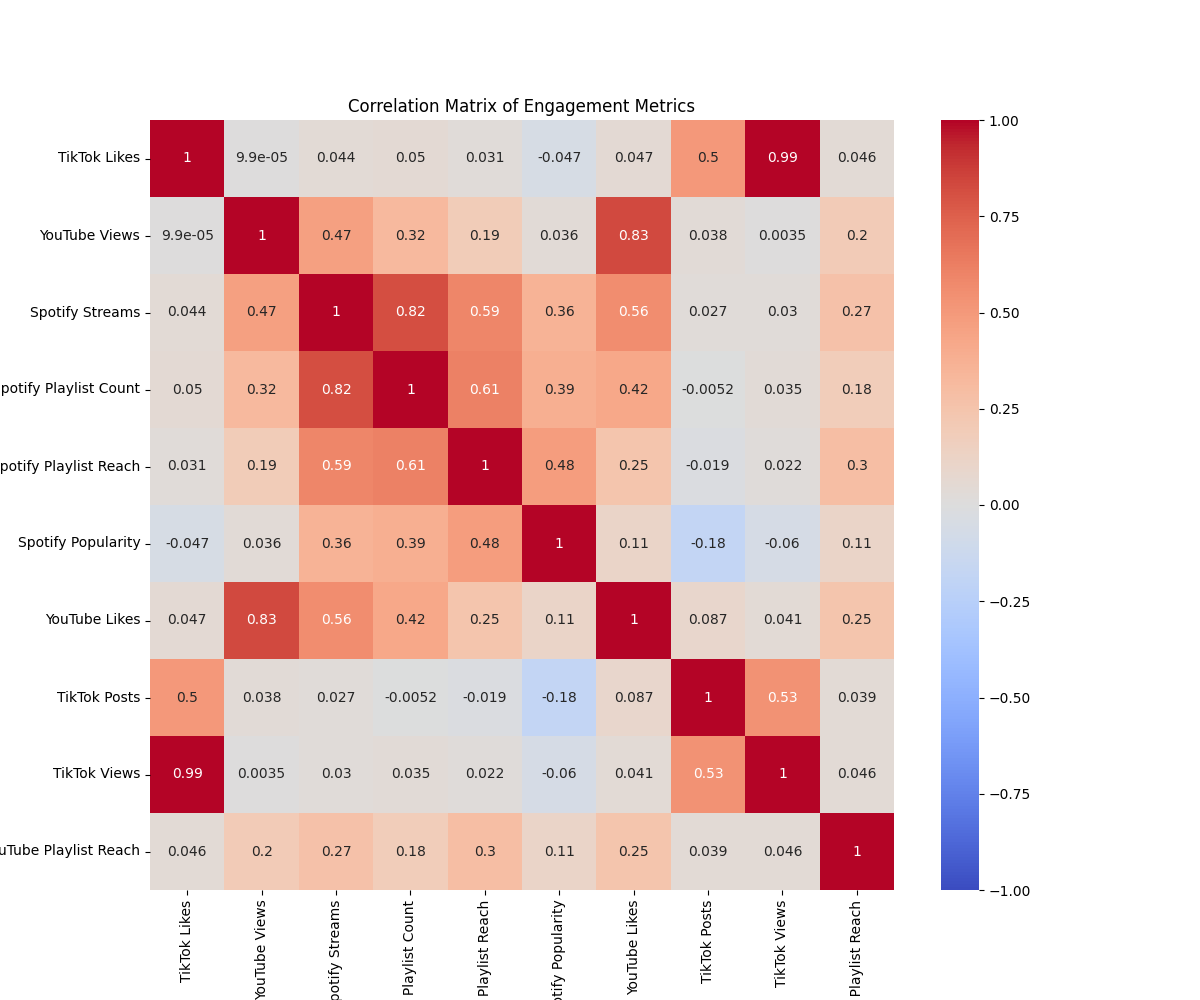 Correlation Matrix of Engagement Metrics
TikTok Likes 1 9.9e-05 0.044 0.05 0.031 -0.047 0.047 0.5 0.99 0.046
YouTube Views 9.9e-05 1 0.47 0.32 0.19 0.036 0.83 0.038 0.0035 0.2
Spotify Streams 0.044 0.47 1 0.82 0.59 0.36 0.56 0.027 0.03 0.27
potify Playlist Count 0.05 0.32 0.82 1 0.61 0.39 0.42 -0.0052 0.035 0.18
potify Playlist Reach 0.031 0.19 0.59 0.61 1 0.48 0.25 -0.019 0.022 0.3
Spotify Popularity -0.047 0.036 0.36 0.39 0.48 1 0.11 -0.18 -0.06 0.11
YouTube Likes 0.047 0.83 0.56 0.42 0.25 0.11 1 0.087 0.041 0.25
TikTok Posts 0.5 0.038 0.027 -0.0052 -0.019 -0.18 0.087 1 0.53 0.039
TikTok Views 0.99 0.0035 0.03 0.035 0.022 -0.06 0.041 0.53 1 0.046
uTube Playlist Reach 0.046 0.2 0.27 0.18 0.3 0.11 0.25 0.039 0.046 1
TikTok Likes
YouTube Views
potify Streams
Playlist Count
Playlist Reach
otify Popularity
YouTube Likes
TikTok Posts
TikTok Views
Playlist Reach
1.00
0.75
0.50
0.25
0.00
−0.25
−0.50
−0.75
−1.00